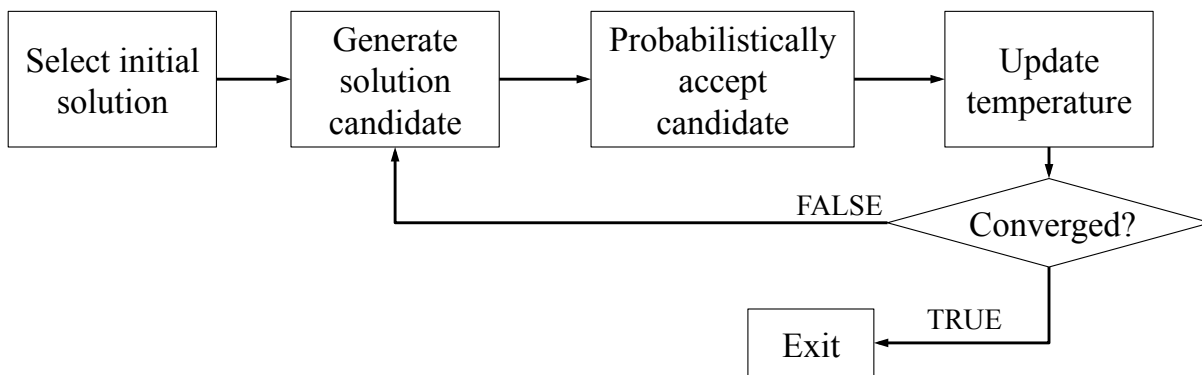 Select initial
solution
Generate
solution
candidate
Probabilistically
accept
candidate
Update
temperature
FALSE
Converged?
TRUE
Exit